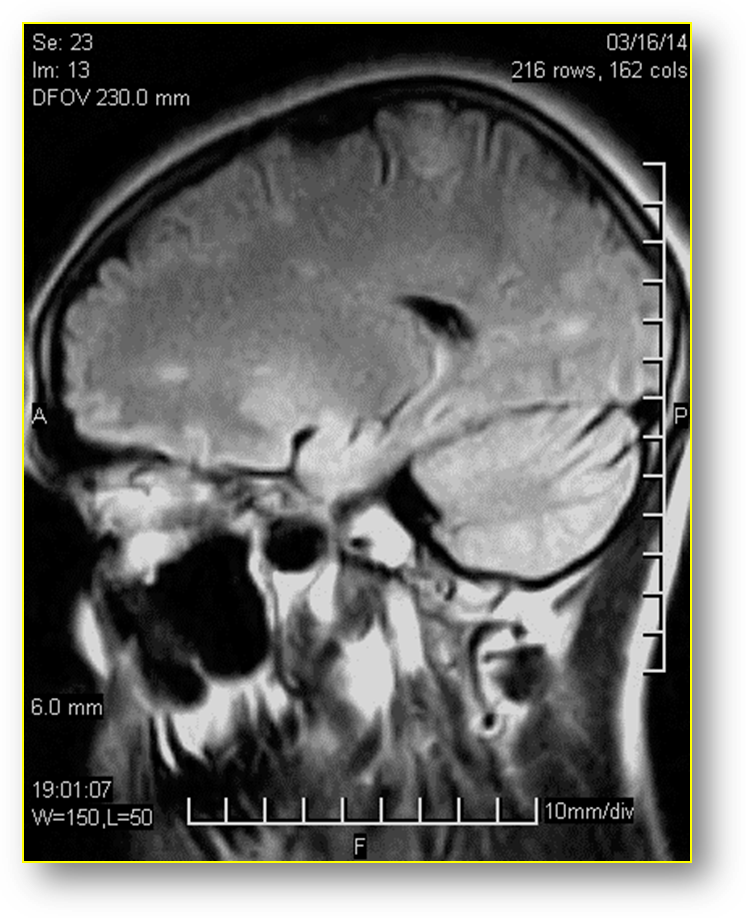 Se: 23
Im: 13
DFOV 230.0 mm
03/16/14
216 rows, 162 cols
A
P
6.0 mm
19:01:07
W=150,L=50
10mm/div
F